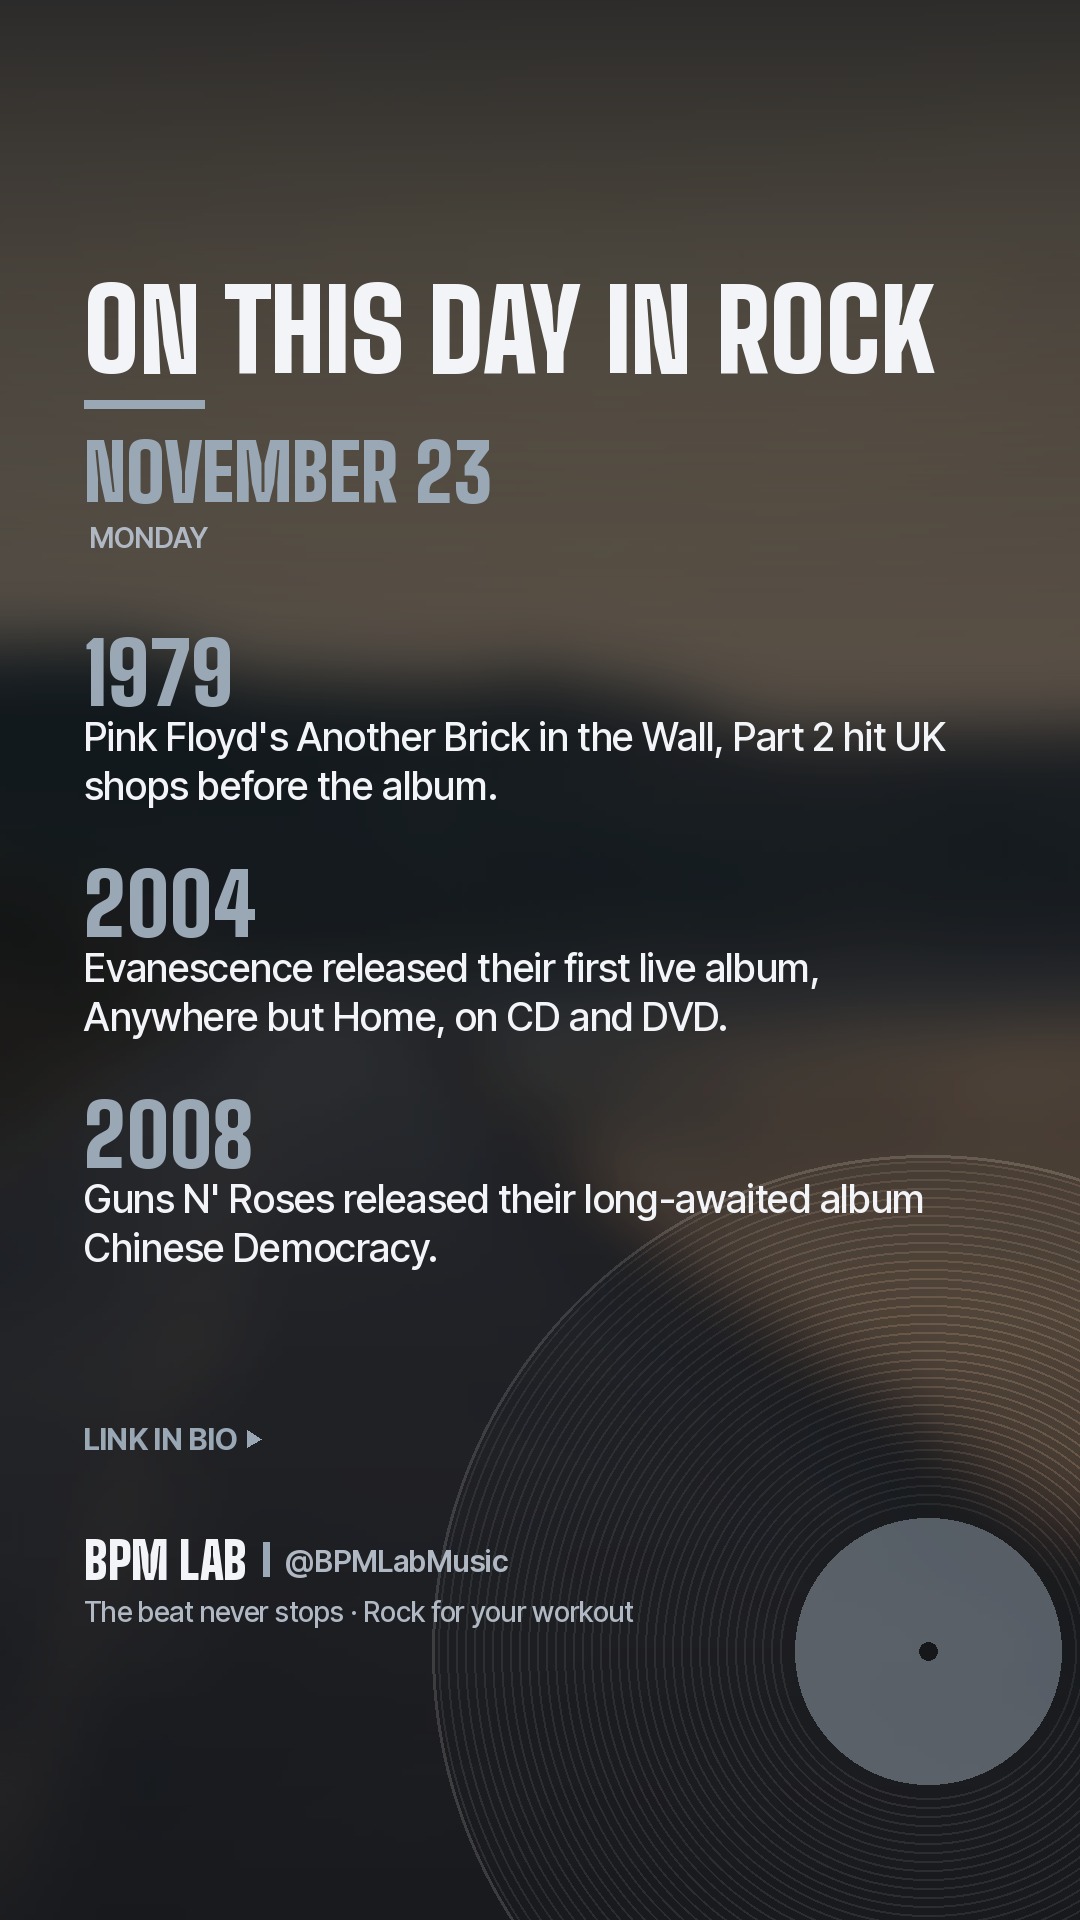 ON THIS DAY IN ROCK
NOVEMBER 23
MONDAY
1979
Pink Floyd's Another Brick in the Wall, Part 2 hit UK
shops before the album.
2004
Evanescence released their first live album,
Anywhere but Home, on CD and DVD.
2008
Guns N' Roses released their long-awaited album
Chinese Democracy.
LINK IN BIO
BPM LAB | @BPMLabMusic
The beat never stops · Rock for your workout